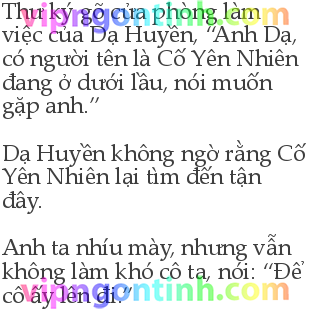 Thư ký gõ cửa phòng làm
việc của Dạ Huyền, “Anh Dạ,
có người tên là Cố Yên Nhiên
đang ở dưới lầu, nói muốn
gặp anh.”
Dạ Huyền không ngờ rằng Cố
Yên Nhiên lại tìm đến tận
đây.
Anh ta nhíu mày, nhưng vẫn
không làm khó cô ta, nói: “Để
cô ấy lên đi.”
vipngontinh.com
vipngontinh.com